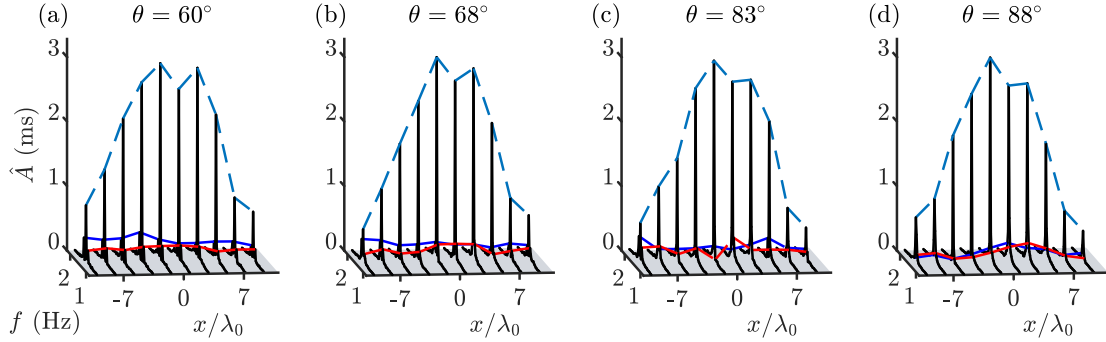 (a) θ = 60° (b) θ = 68° (c) θ = 83° (d) θ = 88°
3 3 3 3
2 2 2 2
Â (ms)
1 1 1 1
0 0 0 0
2 2 2 2
1 -7 0 7 1 -7 0 7 1 -7 0 7 1 -7 0 7
f (Hz) x/λ₀ x/λ₀ x/λ₀ x/λ₀